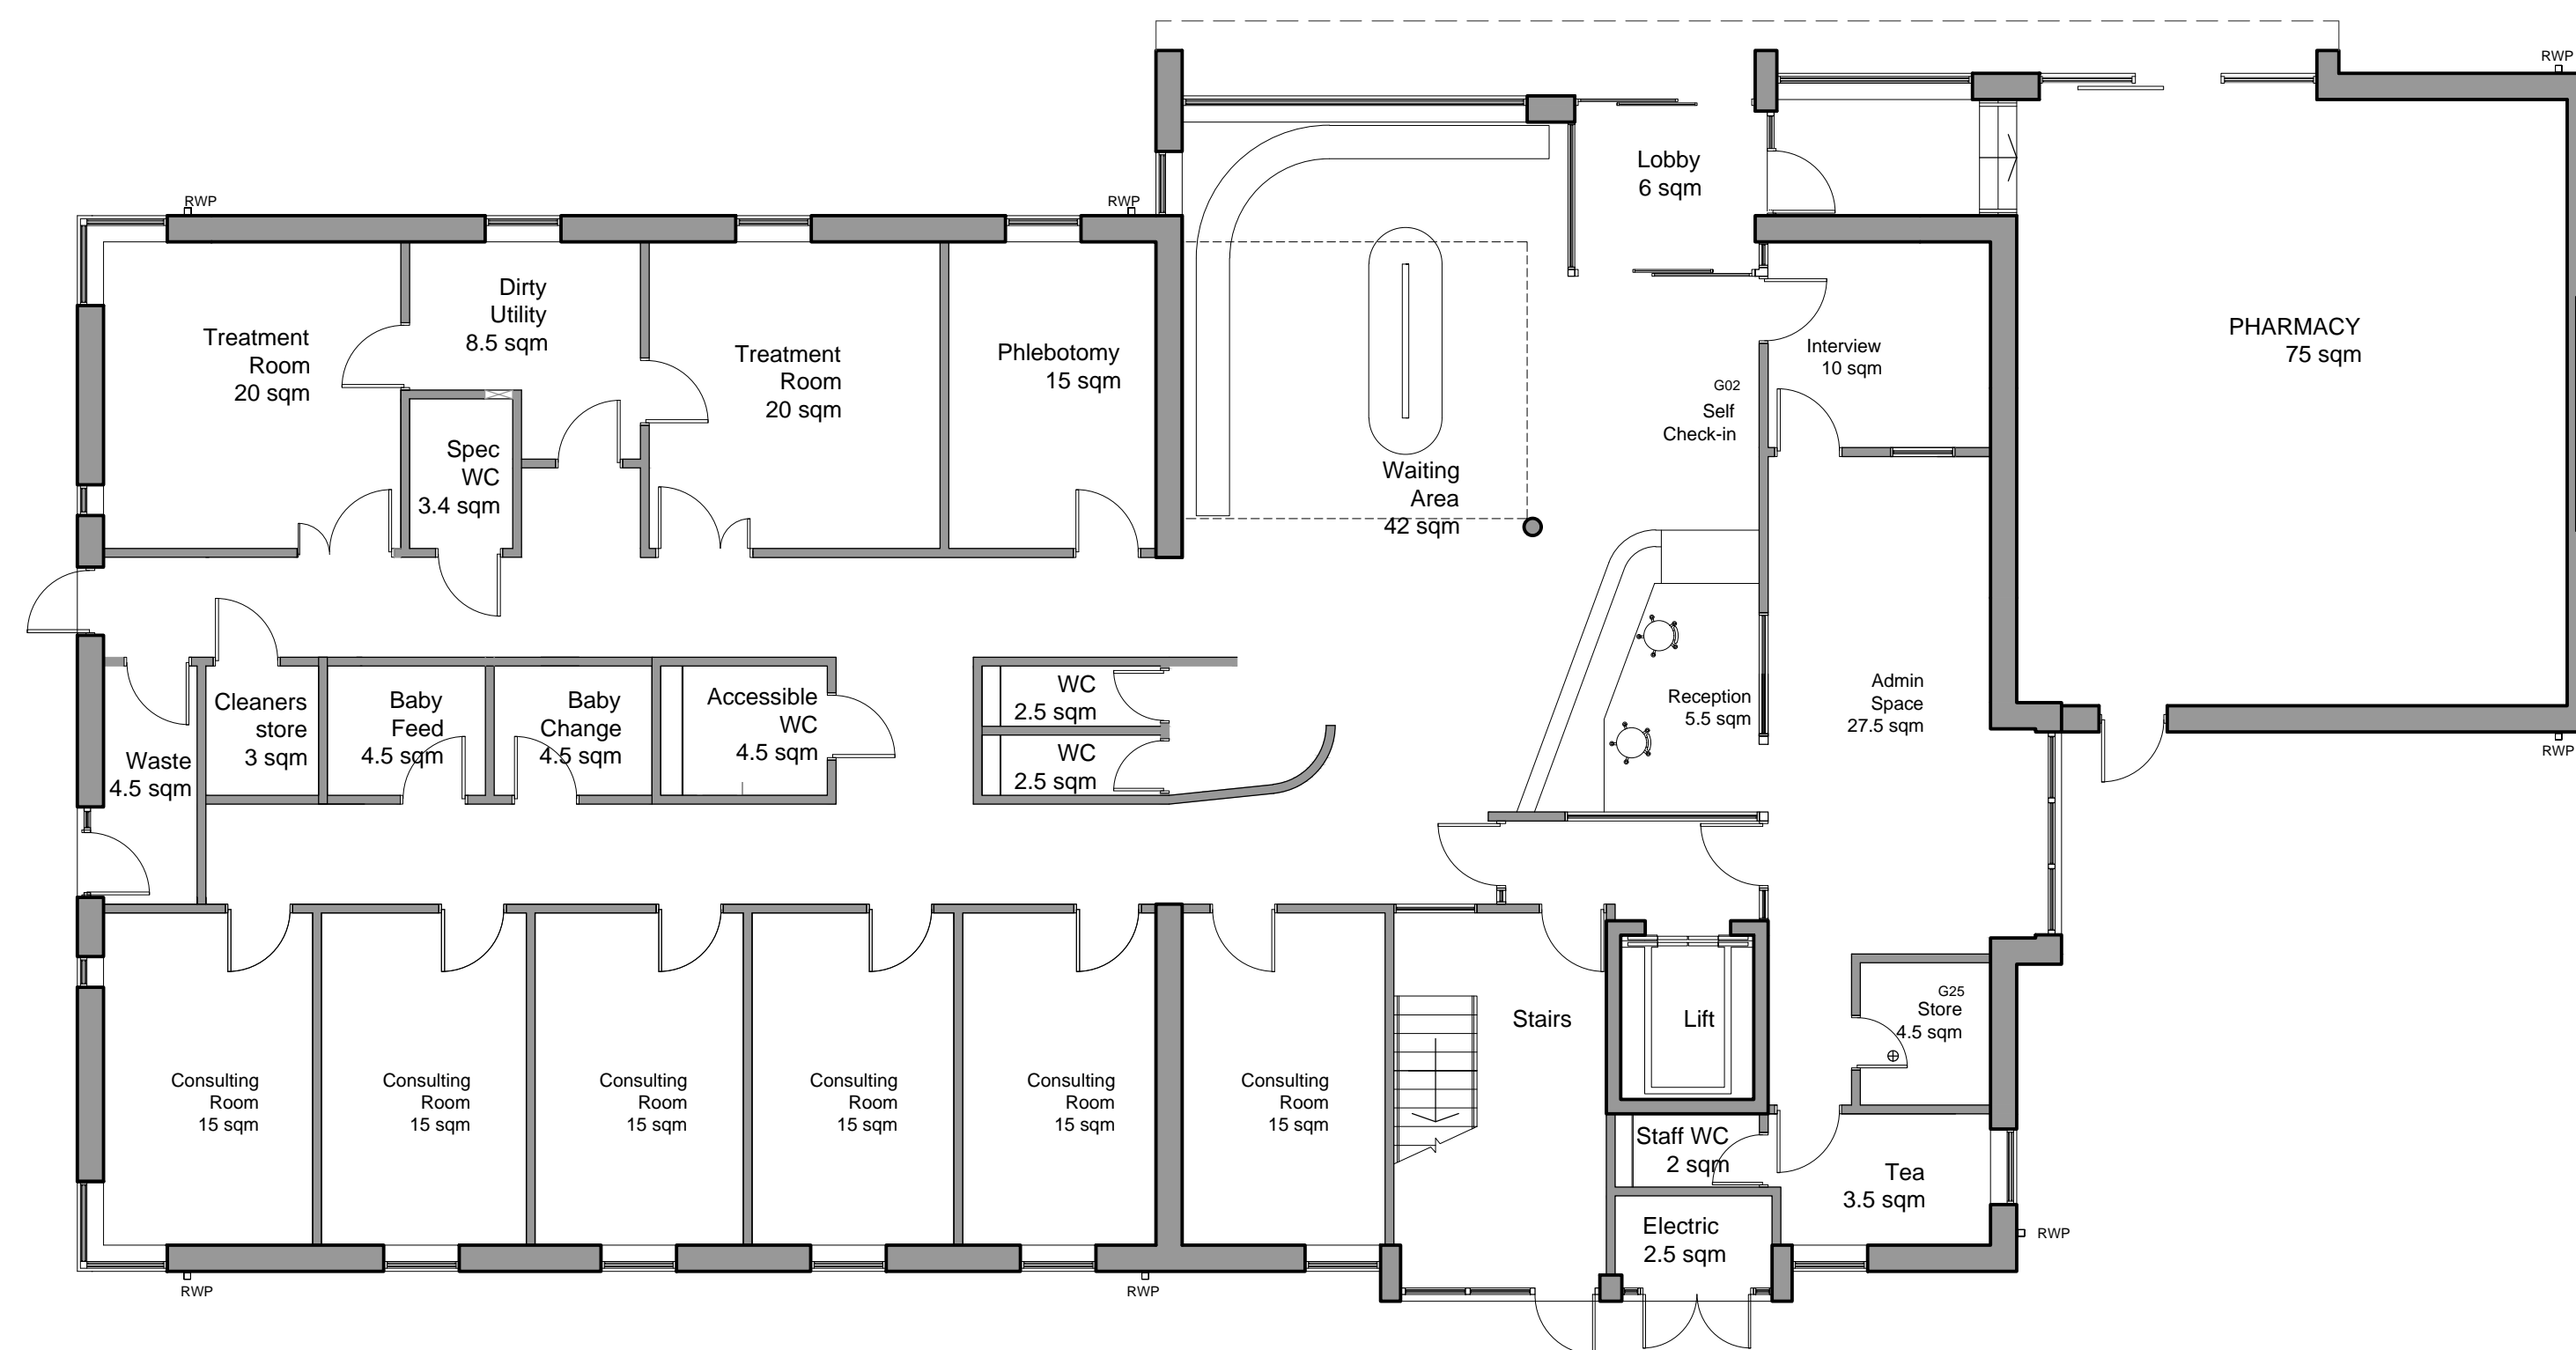 RWP
Lobby
6 sqm
RWP
RWP
Treatment
Room
20 sqm
Dirty
Utility
8.5 sqm
Treatment
Room
20 sqm
Phlebotomy
15 sqm
Interview
10 sqm
PHARMACY
75 sqm
G02
Self
Check-in
Spec
WC
3.4 sqm
Waiting
Area
42 sqm
Waste
4.5 sqm
Cleaners
store
3 sqm
Baby
Feed
4.5 sqm
Baby
Change
4.5 sqm
Accessible
WC
4.5 sqm
WC
2.5 sqm
WC
2.5 sqm
Reception
5.5 sqm
Admin
Space
27.5 sqm
RWP
Consulting
Room
15 sqm
Consulting
Room
15 sqm
Consulting
Room
15 sqm
Consulting
Room
15 sqm
Consulting
Room
15 sqm
Consulting
Room
15 sqm
Stairs
Lift
G25
Store
4.5 sqm
Staff WC
2 sqm
Tea
3.5 sqm
Electric
2.5 sqm
RWP
RWP
RWP